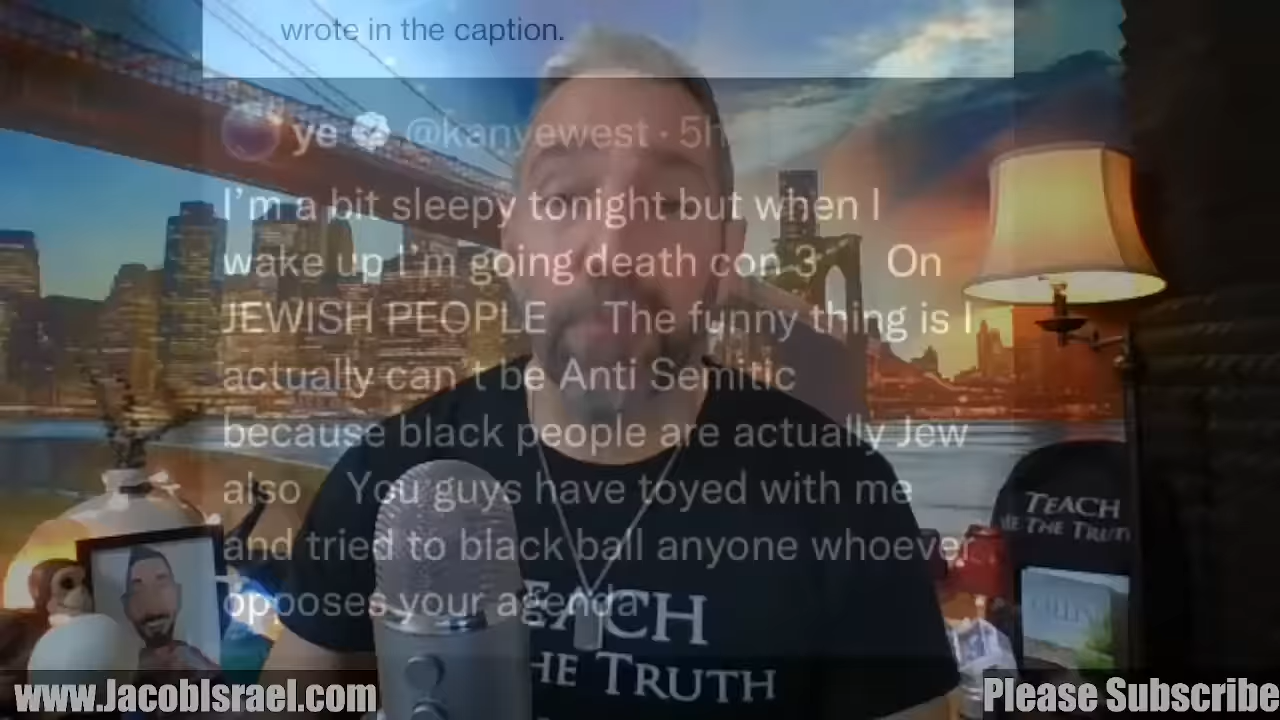 wrote in the caption.
ye @kanyewest · 5h
I'm a bit sleepy tonight but when I
wake up I'm going death con 3 On
JEWISH PEOPLE The funny thing is I
actually can't be Anti Semitic
because black people are actually Jew
also You guys have toyed with me
and tried to black ball anyone whoever
opposes your agenda
TEACH
ME THE TRUTH
TEACH
HE TRUTH
www.JacobIsrael.com
Please Subscribe